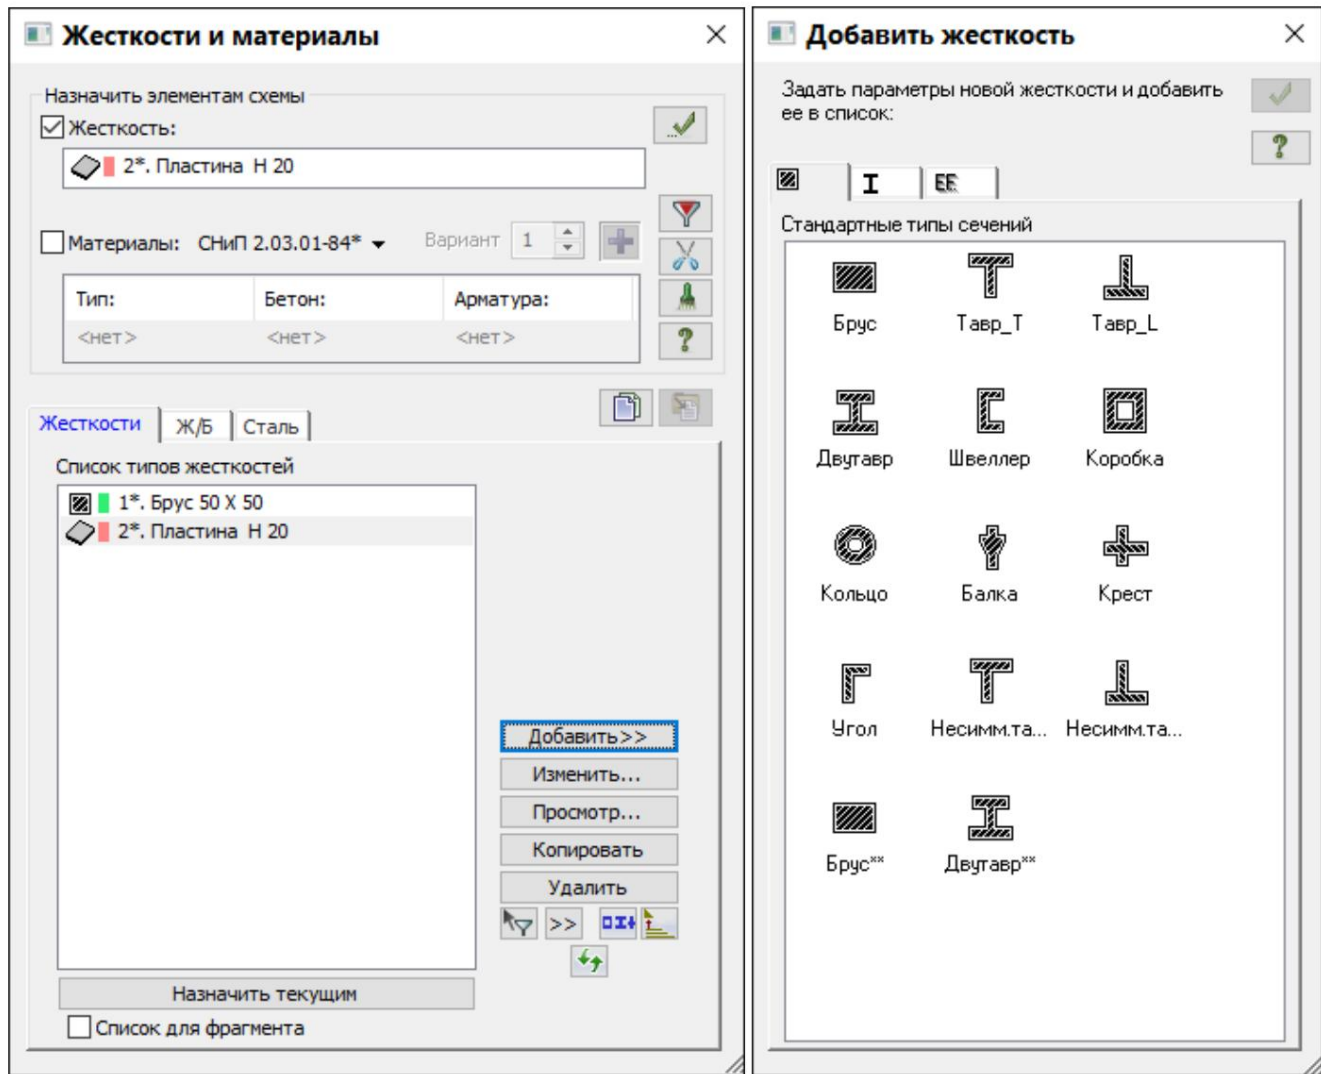 Жесткости и материалы
Назначить элементам схемы
Жесткость:
2*. Пластина H 20
Материалы: СНиП 2.03.01-84* Вариант 1
Тип: Бетон: Арматура:
<нет> <нет> <нет>
Жесткости Ж/Б Сталь
Список типов жесткостей
1*. Брус 50 X 50
2*. Пластина H 20
Добавить>>
Изменить...
Просмотр...
Копировать
Удалить
>>
Назначить текущим
Список для фрагмента
Добавить жесткость
Задать параметры новой жесткости и добавить
ее в список:
Стандартные типы сечений
Брус Тавр_T Тавр_L
Двутавр Швеллер Коробка
Кольцо Балка Крест
Угол Несимм.та... Несимм.та...
Брус** Двутавр**